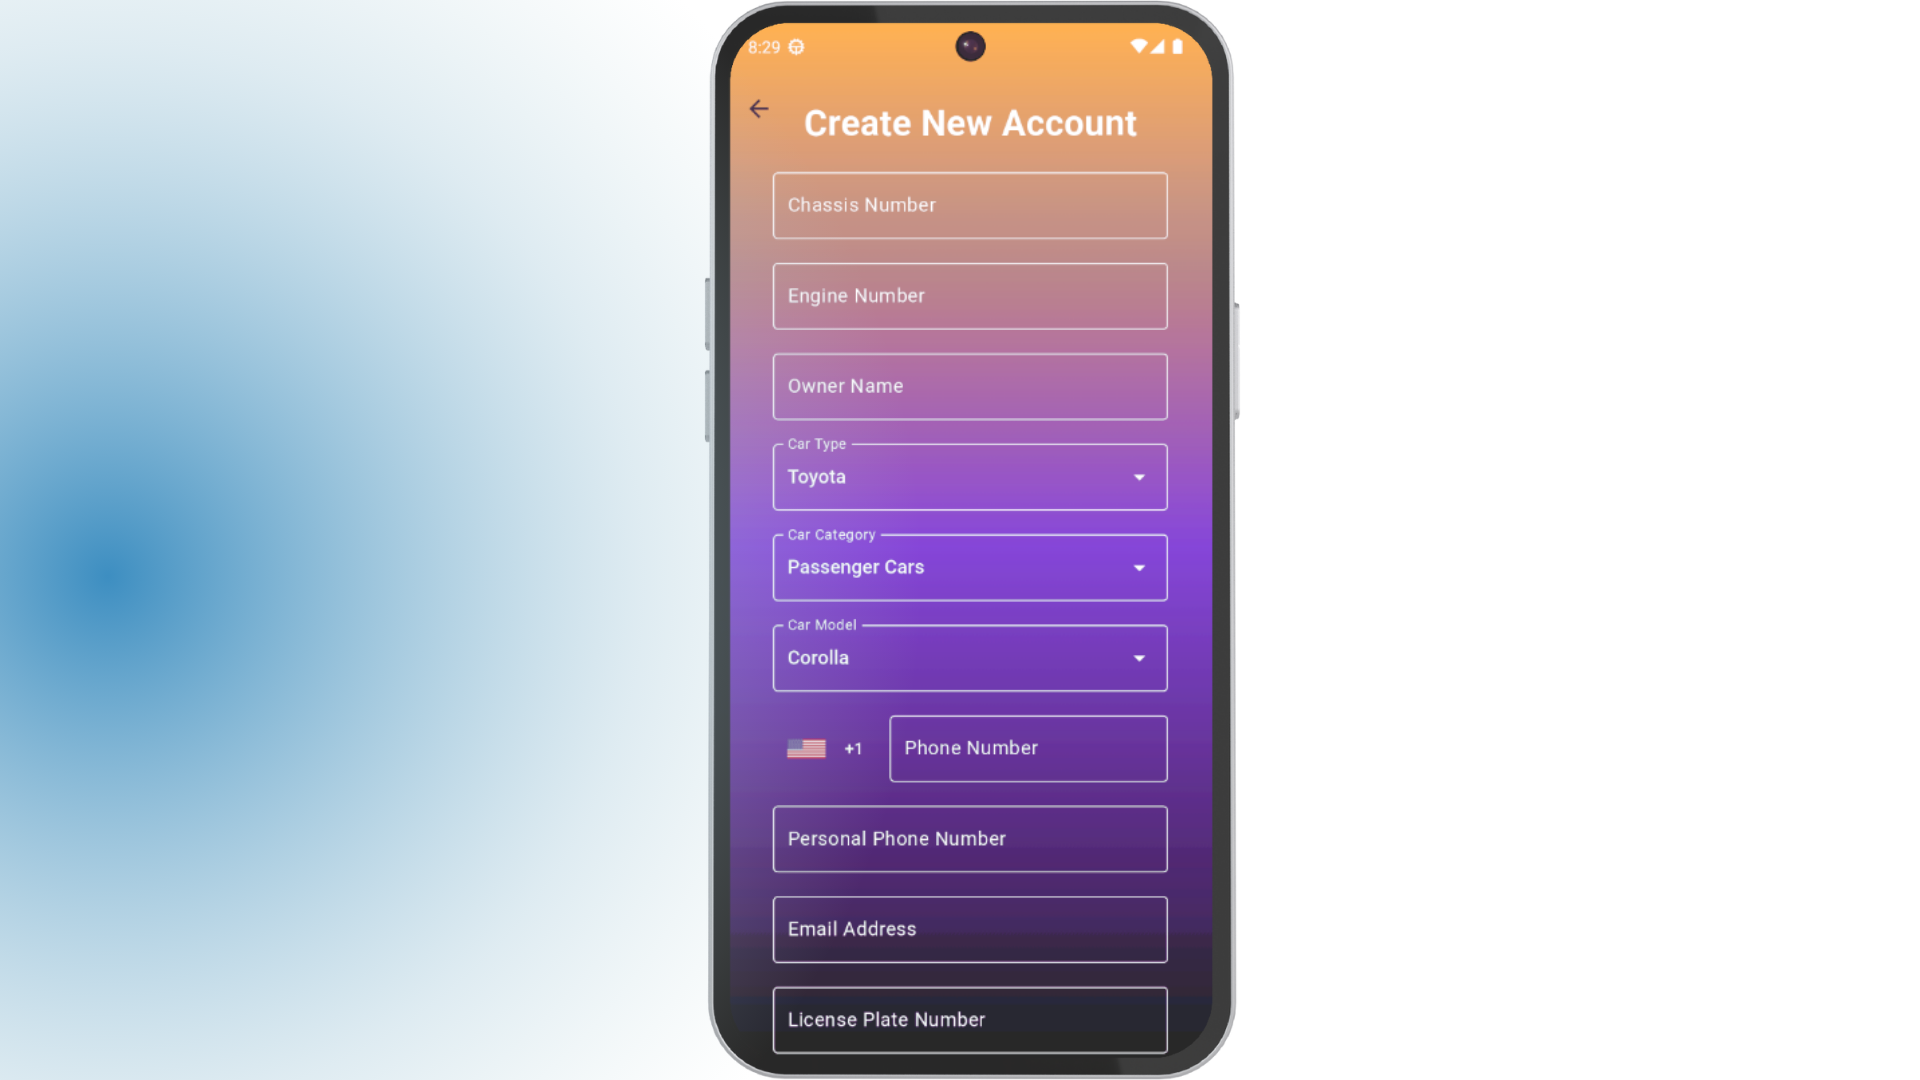 8:29
Create New Account
Chassis Number
Engine Number
Owner Name
Car Type
Toyota
Car Category
Passenger Cars
Car Model
Corolla
+1 Phone Number
Personal Phone Number
Email Address
License Plate Number